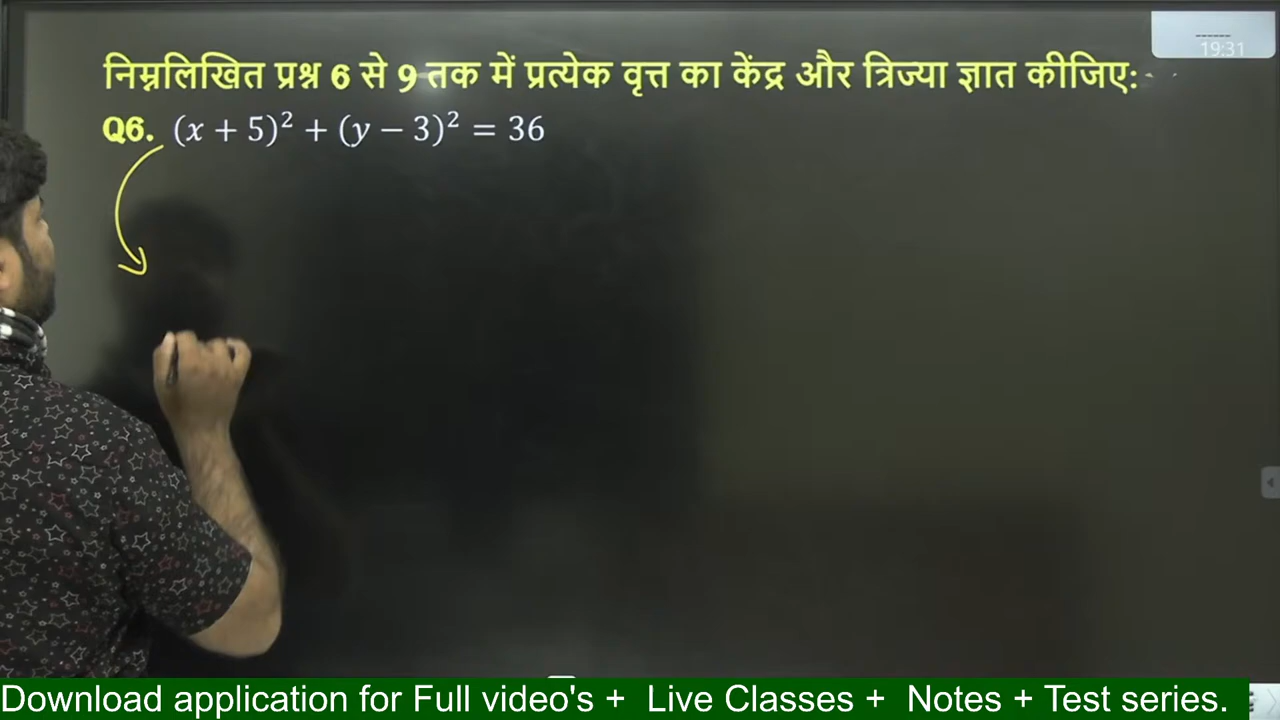 19:31
निम्नलिखित प्रश्न 6 से 9 तक में प्रत्येक वृत्त का केंद्र और त्रिज्या ज्ञात कीजिए:
Q6. (x + 5)² + (y − 3)² = 36
Download application for Full video's + Live Classes + Notes + Test series.